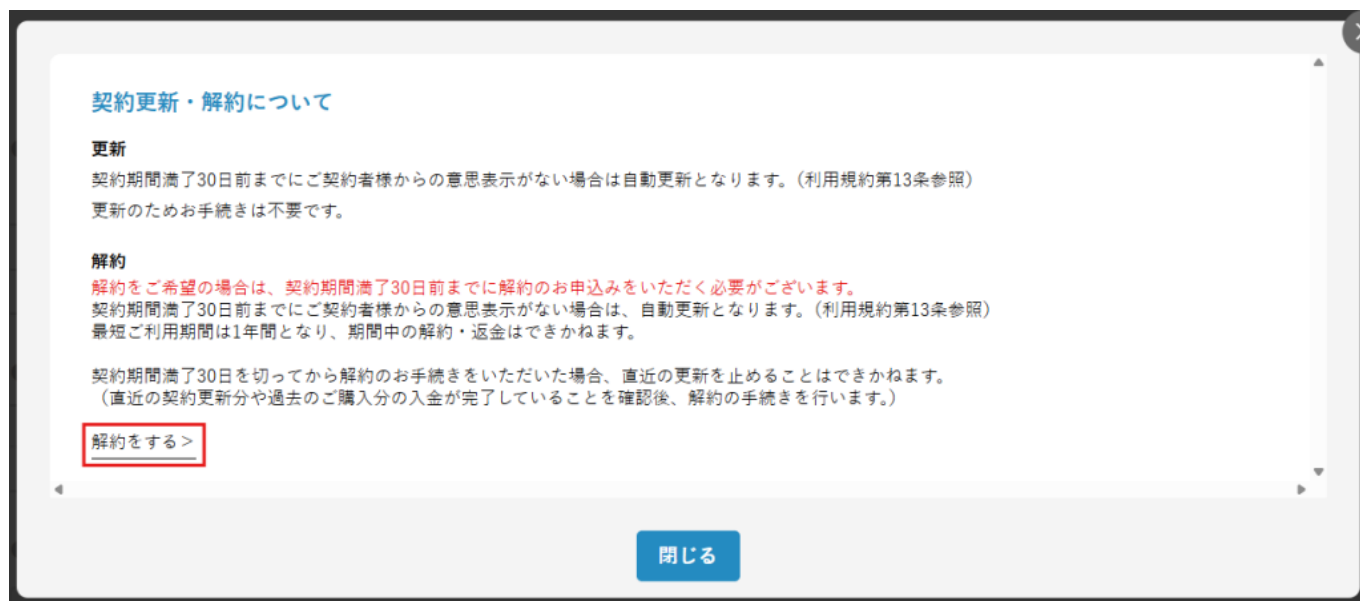 契約更新・解約について
更新
契約期間満了30日前までにご契約者様からの意思表示がない場合は自動更新となります。(利用規約第13条参照)
更新のためお手続きは不要です。
解約
解約をご希望の場合は、契約期間満了30日前までに解約のお申込みをいただく必要がございます。
契約期間満了30日前までにご契約者様からの意思表示がない場合は、自動更新となります。(利用規約第13条参照)
最短ご利用期間は1年間となり、期間中の解約・返金はできかねます。
契約期間満了30日を切ってから解約のお手続きをいただいた場合、直近の更新を止めることはできかねます。
（直近の契約更新分や過去のご購入分の入金が完了していることを確認後、解約の手続きを行います。）
解約をする>
閉じる